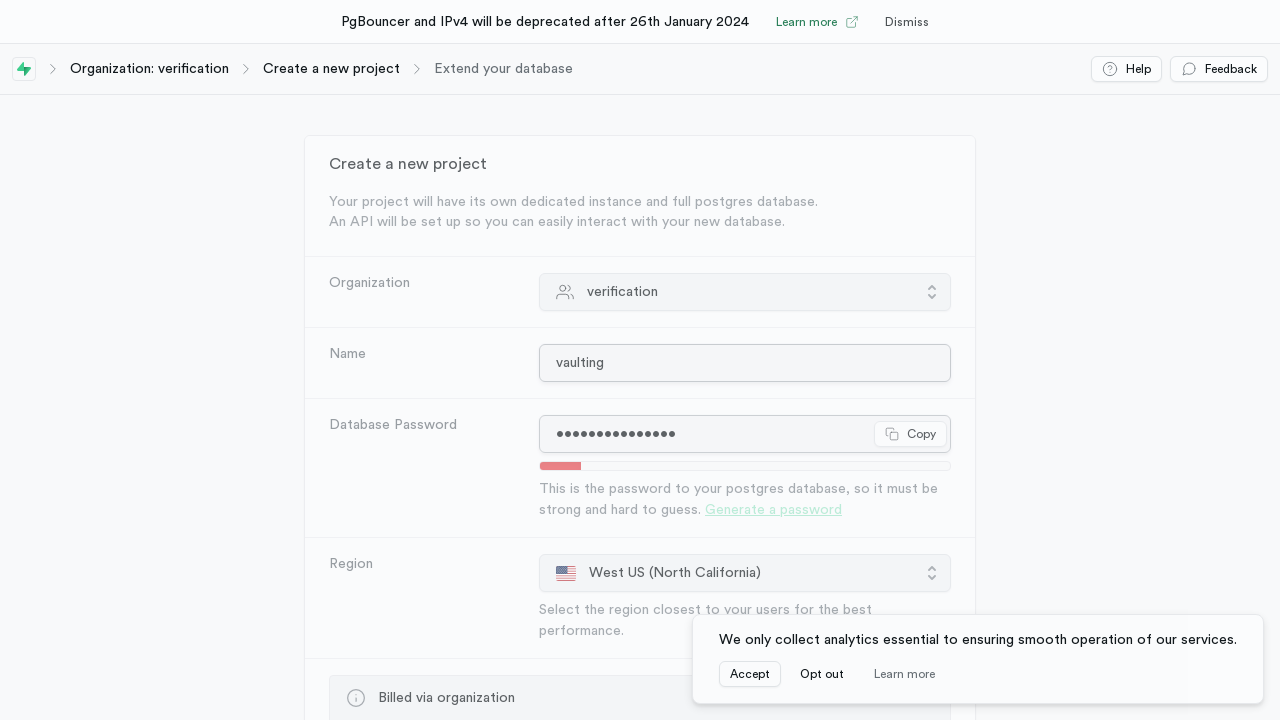 PgBouncer and IPv4 will be deprecated after 26th January 2024
Learn more
Dismiss
Organization: verification
Create a new project
Extend your database
Help
Feedback
Create a new project
Your project will have its own dedicated instance and full postgres database.
An API will be set up so you can easily interact with your new database.
Organization
verification
Name
vaulting
Database Password
•••••••••••••••
Copy
This is the password to your postgres database, so it must be
strong and hard to guess. Generate a password
Region
West US (North California)
Select the region closest to your users for the best
performance.
Billed via organization
We only collect analytics essential to ensuring smooth operation of our services.
Accept
Opt out
Learn more